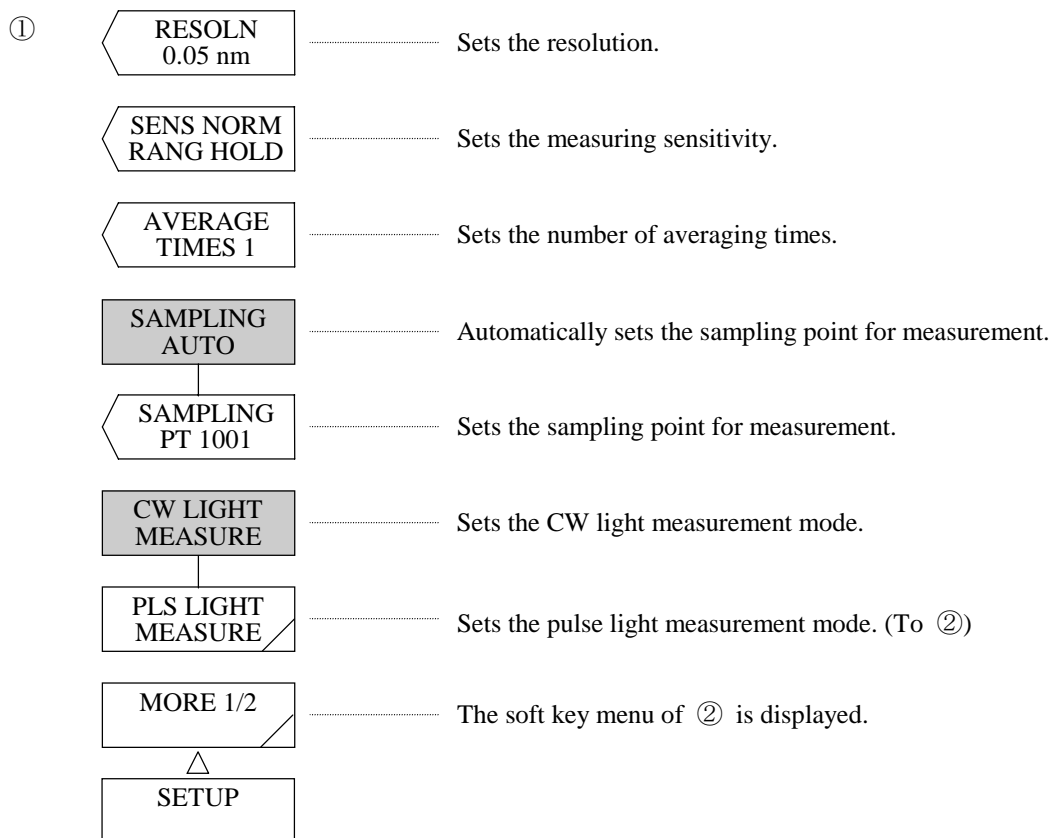 ①
RESOLN
0.05 nm
Sets the resolution.
SENS NORM
RANG HOLD
Sets the measuring sensitivity.
AVERAGE
TIMES 1
Sets the number of averaging times.
SAMPLING
AUTO
Automatically sets the sampling point for measurement.
SAMPLING
PT 1001
Sets the sampling point for measurement.
CW LIGHT
MEASURE
Sets the CW light measurement mode.
PLS LIGHT
MEASURE
Sets the pulse light measurement mode. (To ②)
MORE 1/2
The soft key menu of ② is displayed.
SETUP